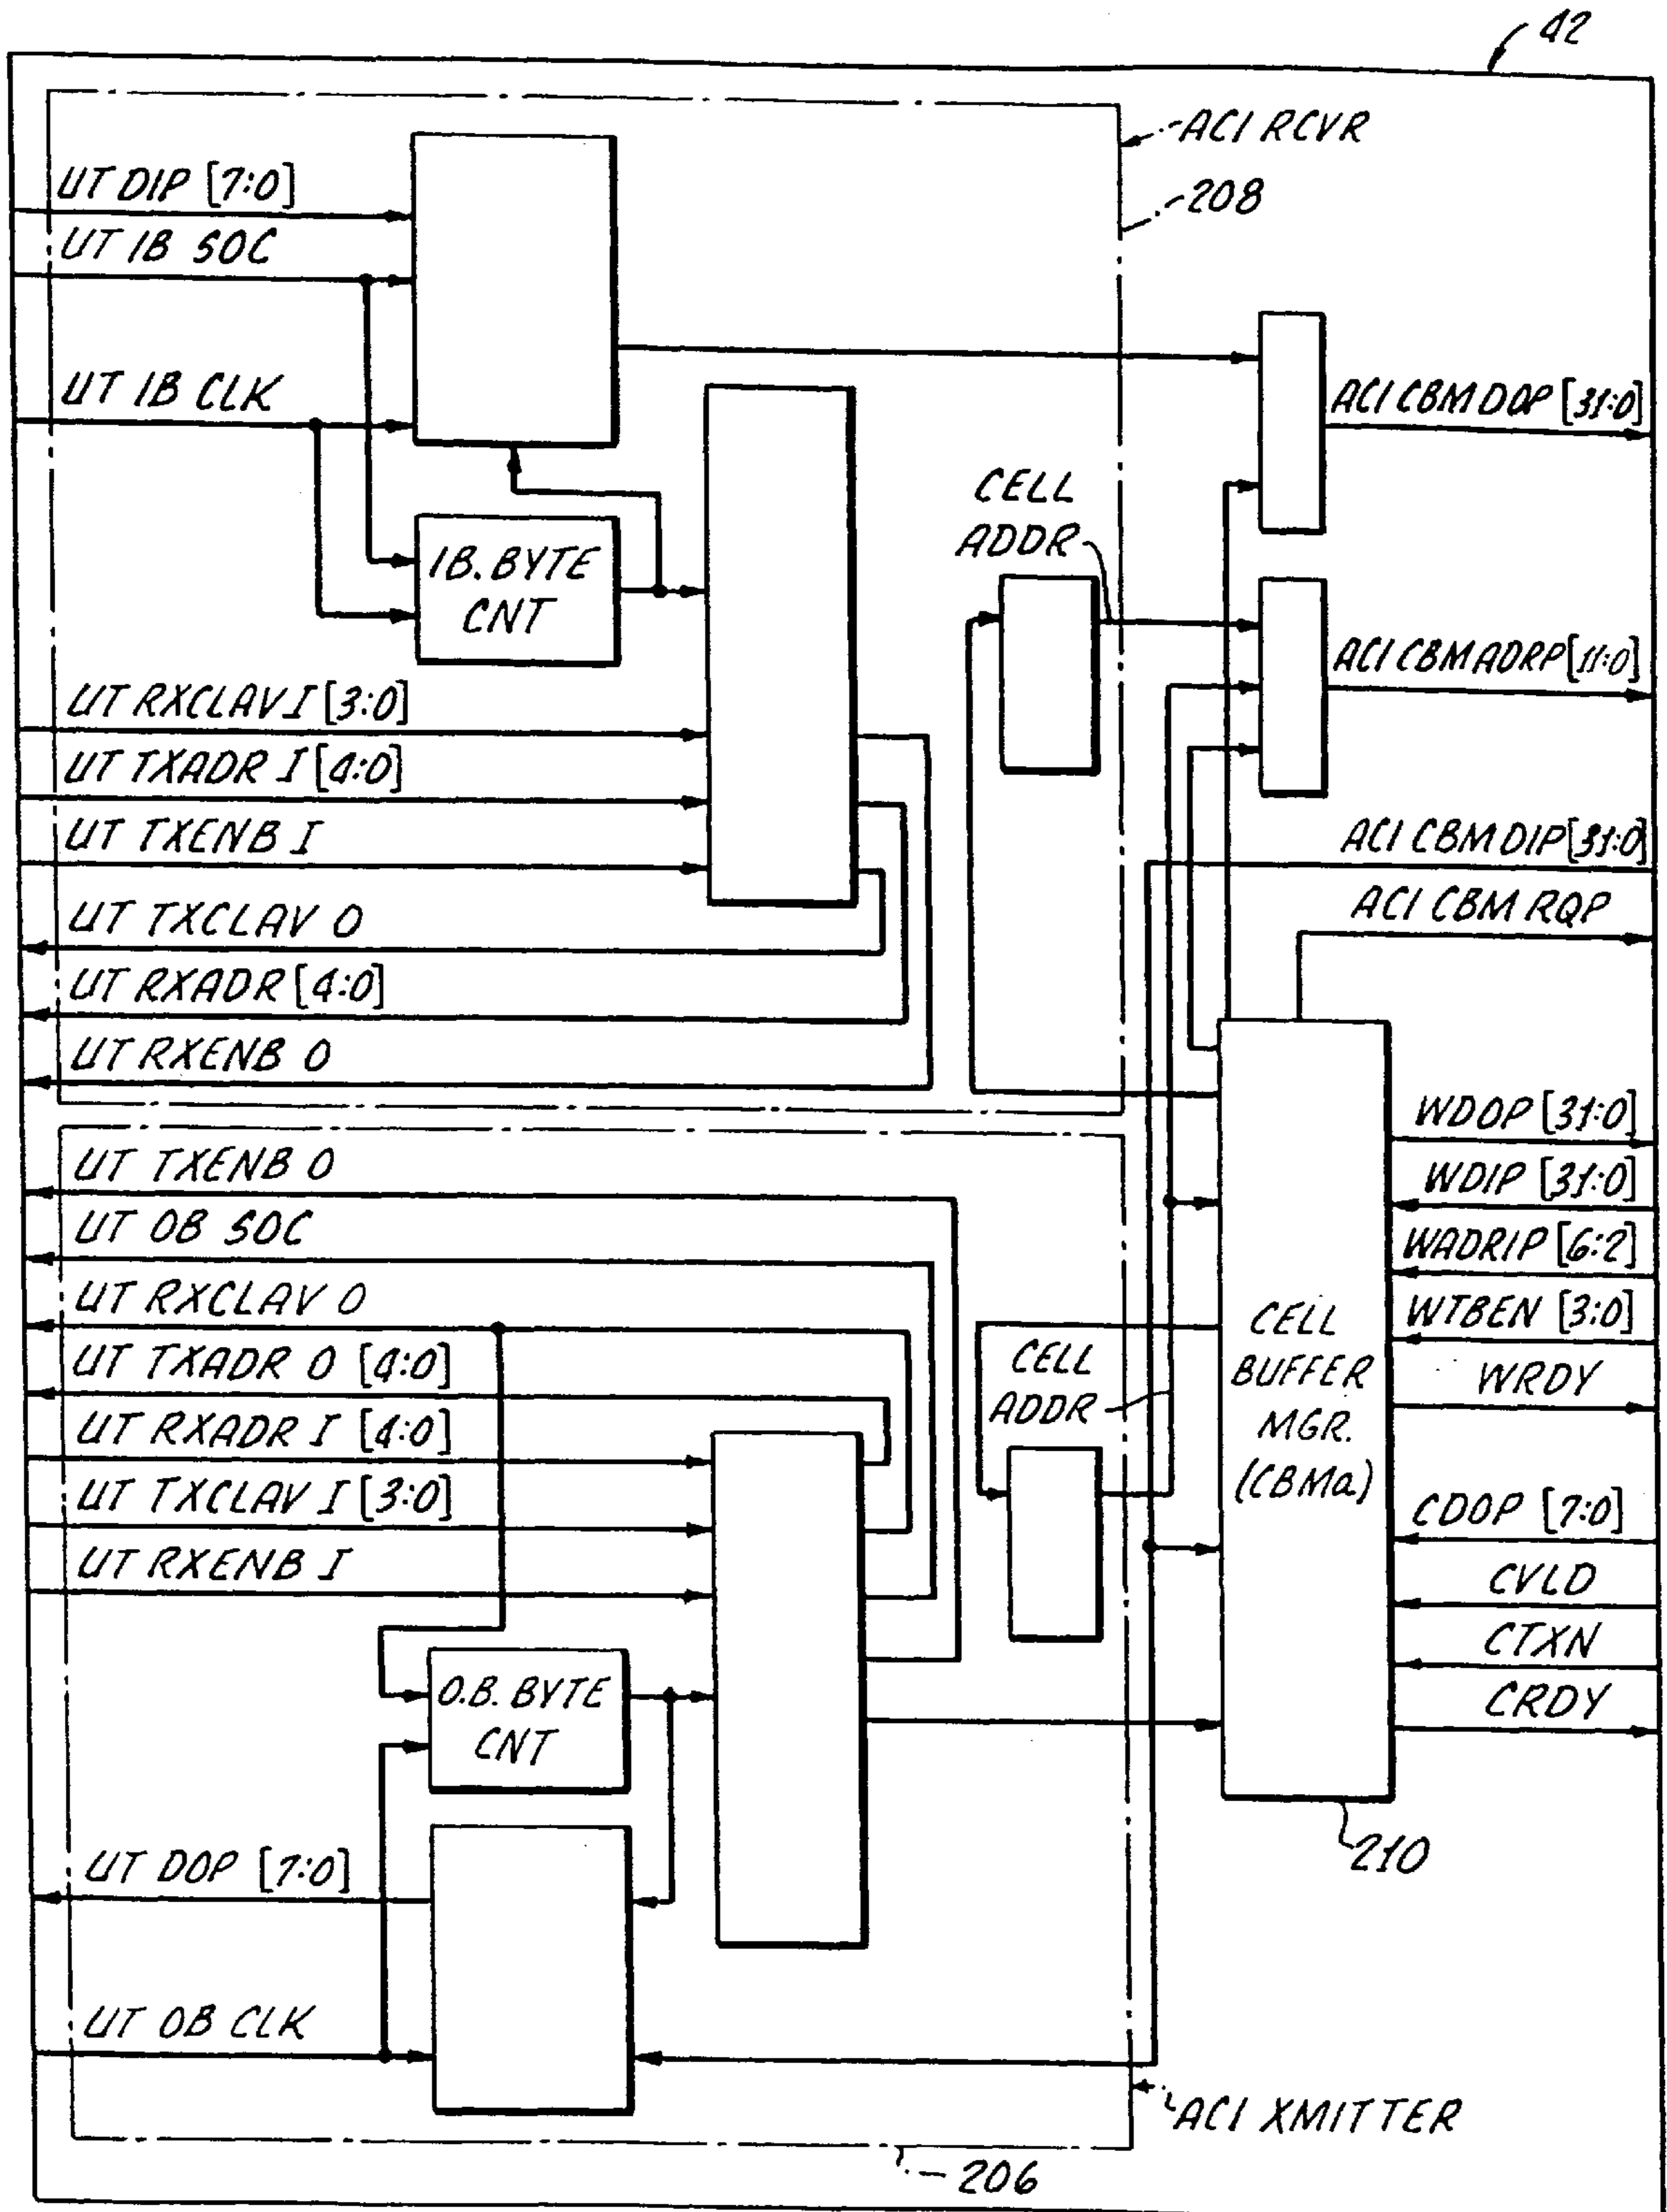 42
ACI RCVR
208
UT DIP [7:0]
UT IB SOC
UT IB CLK
IB. BYTE
CNT
UT RXCLAV I [3:0]
UT TXADR I [4:0]
UT TXENB I
UT TXCLAV O
UT RXADR [4:0]
UT RXENB O
CELL
ADDR
ACI CBM DOP [31:0]
ACI CBM ADRP [11:0]
ACI CBM DIP [31:0]
ACI CBM RQP
UT TXENB O
UT OB SOC
UT RXCLAV O
UT TXADR O [4:0]
UT RXADR I [4:0]
UT TXCLAV I [3:0]
UT RXENB I
O.B. BYTE
CNT
UT DOP [7:0]
UT OB CLK
CELL
ADDR
CELL
BUFFER
MGR.
(CBMa)
WDOP [31:0]
WDIP [31:0]
WADRIP [6:2]
WTBEN [3:0]
WRDY
CDOP [7:0]
CVLD
CTXN
CRDY
210
ACI XMITTER
206